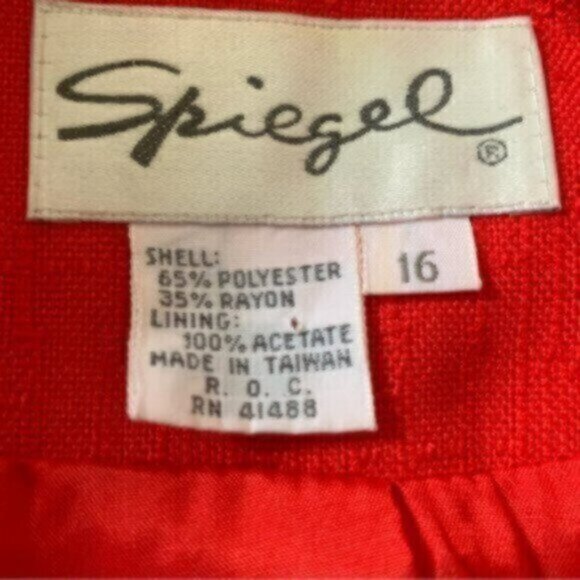 Spiegel®
16
SHELL:
65% POLYESTER
35% RAYON
LINING:
100% ACETATE
MADE IN TAIWAN
R. O. C.
RN 41488